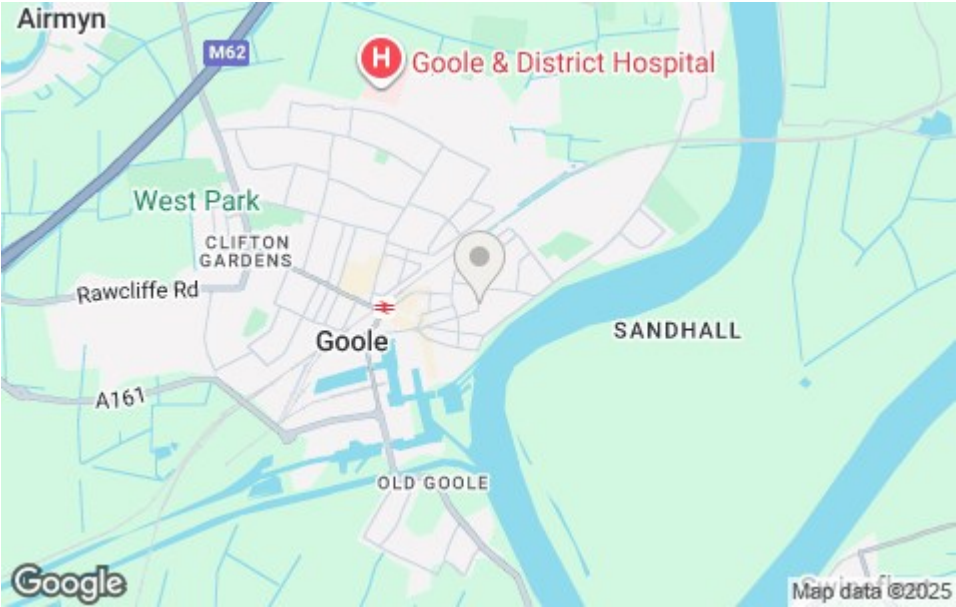 Airmyn
M62
H
Goole & District Hospital
West Park
CLIFTON
GARDENS
Rawcliffe Rd
Goole
SANDHALL
A161
OLD GOOLE
Google
Map data ©2025